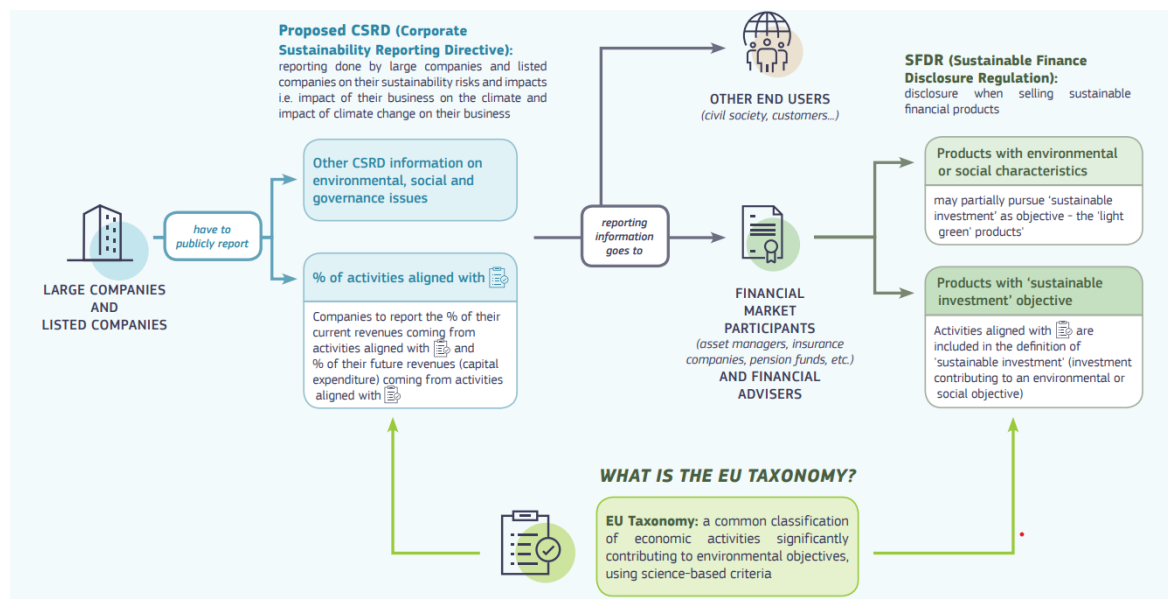 Proposed CSRD (Corporate
Sustainability Reporting Directive):
reporting done by large companies and listed
companies on their sustainability risks and impacts
i.e. impact of their business on the climate and
impact of climate change on their business
OTHER END USERS
(civil society, customers...)
SFDR (Sustainable Finance
Disclosure Regulation):
disclosure when selling sustainable
financial products
LARGE COMPANIES
AND
LISTED COMPANIES
have to
publicly report
Other CSRD information on
environmental, social and
governance issues
% of activities aligned with
Companies to report the % of their
current revenues coming from
activities aligned with and
% of their future revenues (capital
expenditure) coming from activities
aligned with
reporting
information
goes to
FINANCIAL
MARKET
PARTICIPANTS
(asset managers, insurance
companies, pension funds, etc.)
AND FINANCIAL
ADVISERS
Products with environmental
or social characteristics
may partially pursue ‘sustainable
investment’ as objective - the ‘light
green’ products’
Products with ‘sustainable
investment’ objective
Activities aligned with are
included in the definition of
‘sustainable investment’ (investment
contributing to an environmental or
social objective)
WHAT IS THE EU TAXONOMY?
EU Taxonomy: a common classification
of economic activities significantly
contributing to environmental objectives,
using science-based criteria